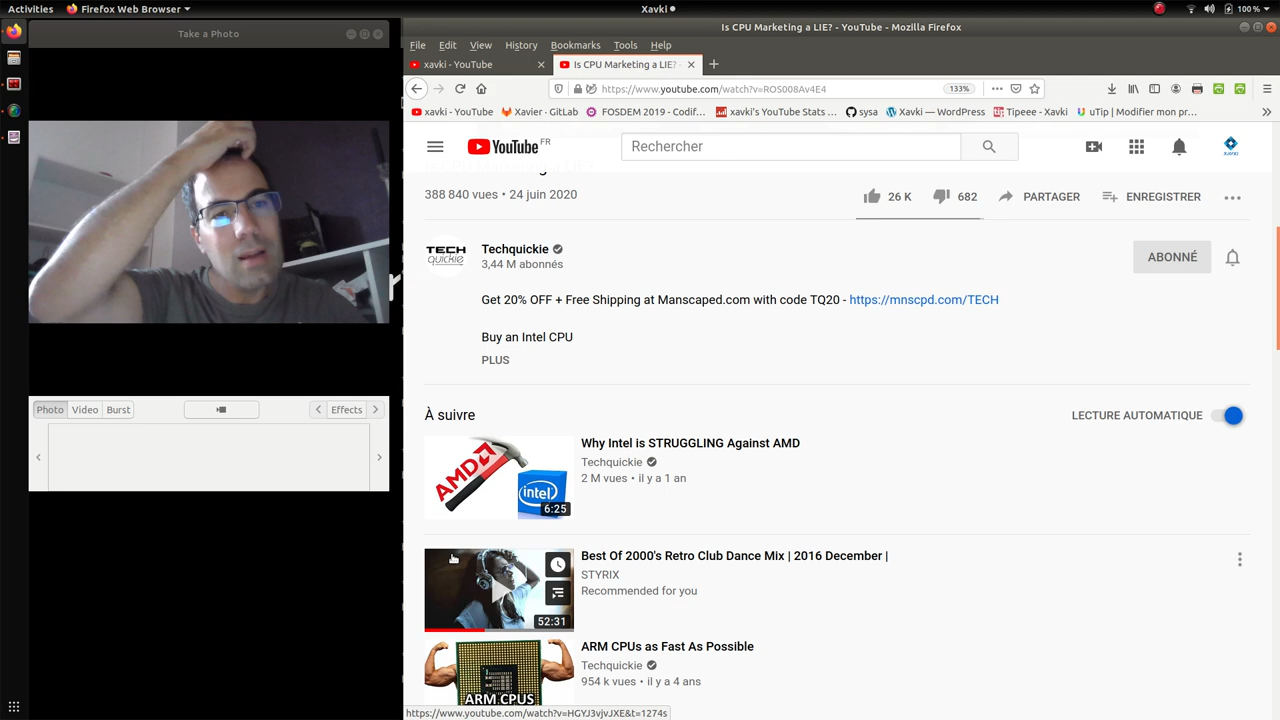 Activities
Firefox Web Browser
Xavki
100 %
Take a Photo
Is CPU Marketing a LIE? - YouTube - Mozilla Firefox
File Edit View History Bookmarks Tools Help
xavki - YouTube
Is CPU Marketing a LIE? -
https://www.youtube.com/watch?v=ROS008Av4E4
133%
xavki - YouTube
Xavier - GitLab
FOSDEM 2019 - Codif...
xavki's YouTube Stats ...
sysa
Xavki — WordPress
Tipeee - Xavki
uTip | Modifier mon pr...
YouTube FR
Rechercher
388 840 vues • 24 juin 2020
26 K
682
PARTAGER
ENREGISTRER
TECH
quickie
Techquickie
3,44 M abonnés
ABONNÉ
Get 20% OFF + Free Shipping at Manscaped.com with code TQ20 - https://mnscpd.com/TECH
Buy an Intel CPU
PLUS
Photo Video Burst
Effects
À suivre
LECTURE AUTOMATIQUE
AMD
intel
6:25
Why Intel is STRUGGLING Against AMD
Techquickie
2 M vues • il y a 1 an
52:31
Best Of 2000's Retro Club Dance Mix | 2016 December |
STYRIX
Recommended for you
ARM CPUS
ARM CPUs as Fast As Possible
Techquickie
954 k vues • il y a 4 ans
https://www.youtube.com/watch?v=HGYJ3vjvJXE&t=1274s